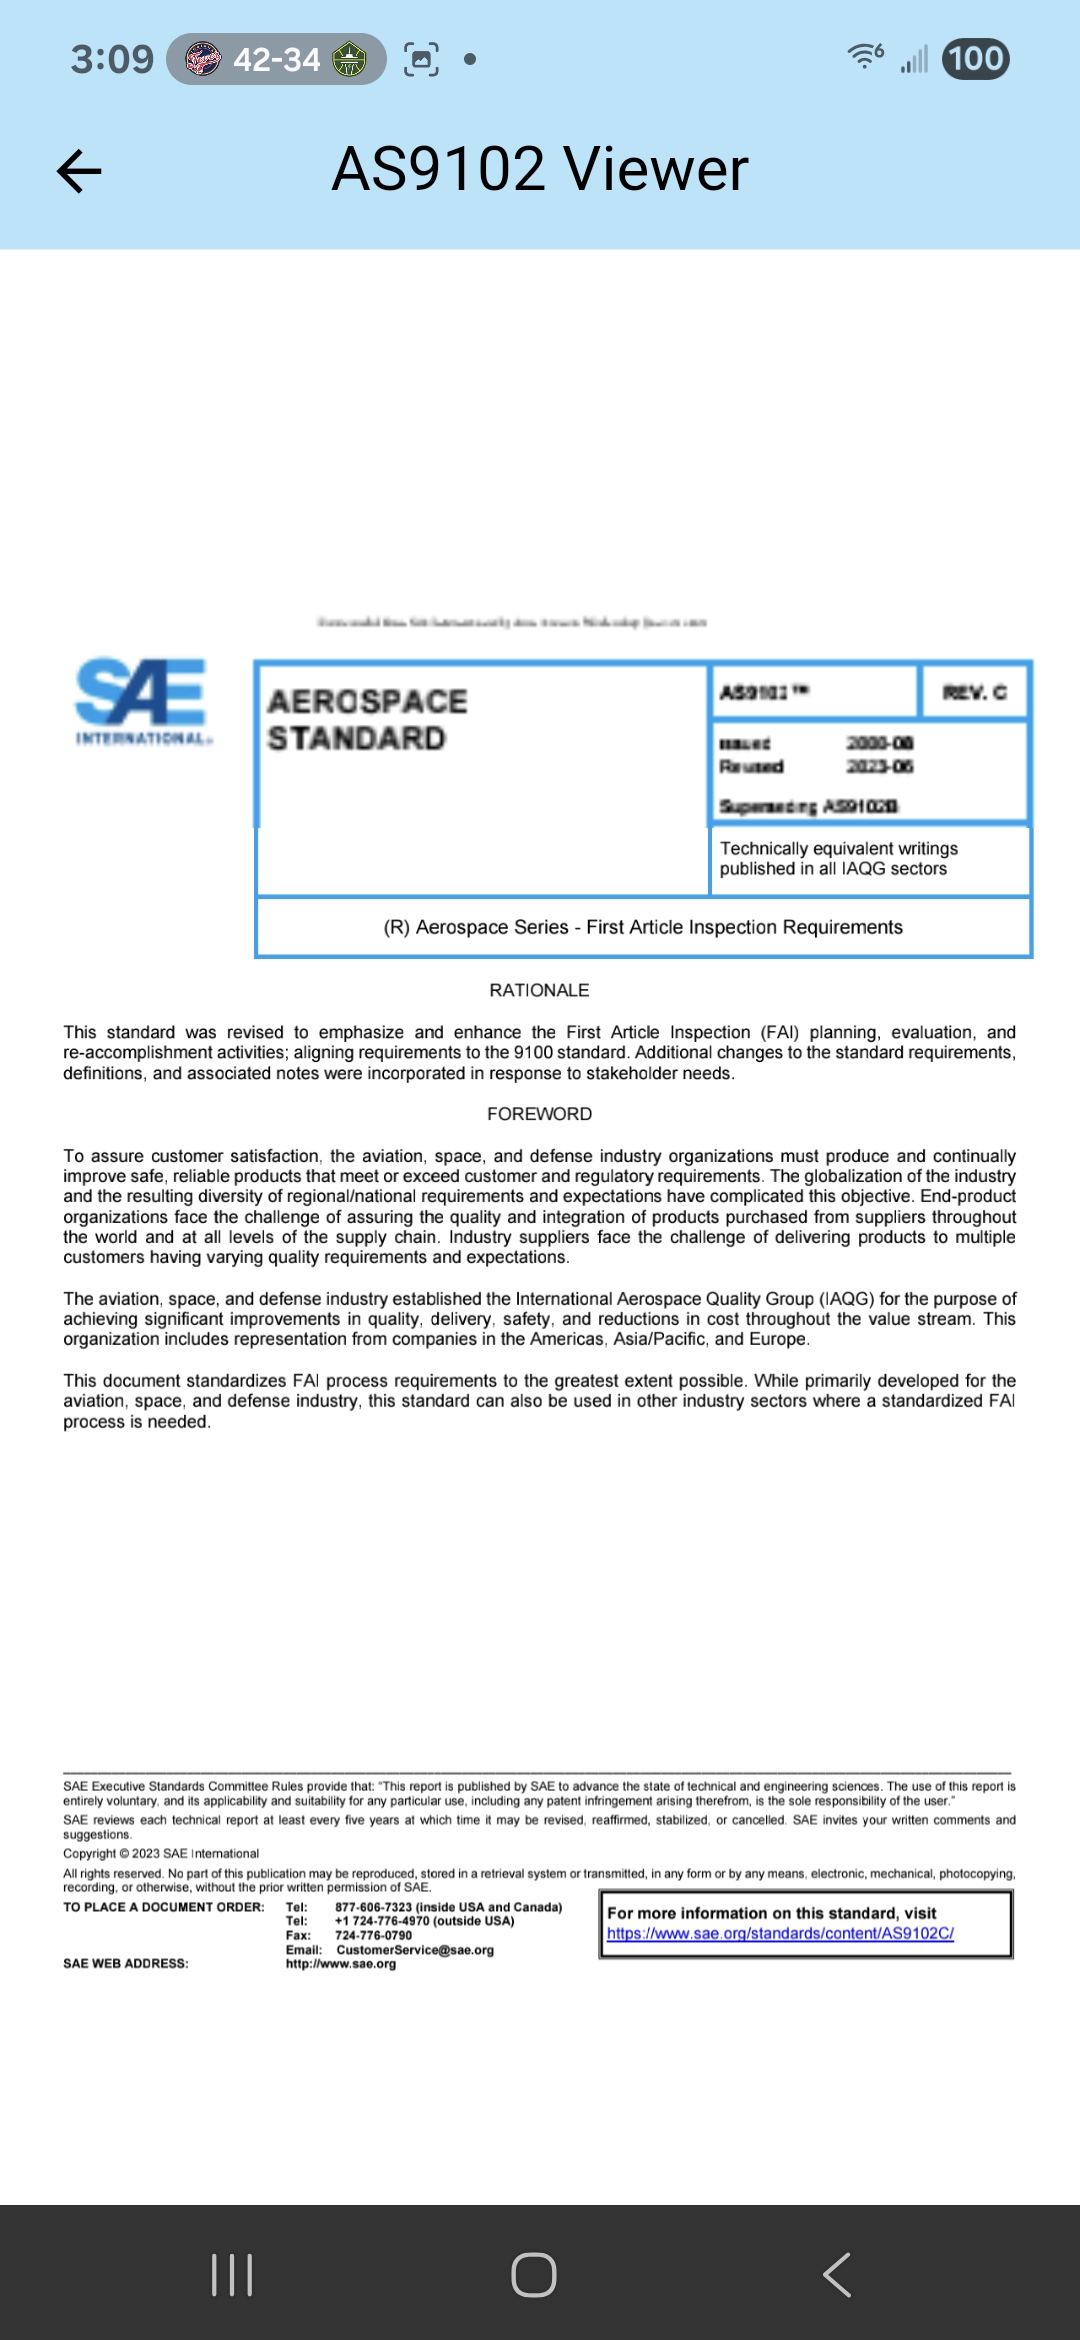 3:09 42-34 6 100
AS9102 Viewer
SAE
INTERNATIONAL
AEROSPACE
STANDARD
AS9102™ REV. C
Issued 2000-08
Revised 2023-06
Superseding AS9102B
Technically equivalent writings
published in all IAQG sectors
(R) Aerospace Series - First Article Inspection Requirements
RATIONALE
This standard was revised to emphasize and enhance the First Article Inspection (FAI) planning, evaluation, and
re-accomplishment activities; aligning requirements to the 9100 standard. Additional changes to the standard requirements,
definitions, and associated notes were incorporated in response to stakeholder needs.
FOREWORD
To assure customer satisfaction, the aviation, space, and defense industry organizations must produce and continually
improve safe, reliable products that meet or exceed customer and regulatory requirements. The globalization of the industry
and the resulting diversity of regional/national requirements and expectations have complicated this objective. End-product
organizations face the challenge of assuring the quality and integration of products purchased from suppliers throughout
the world and at all levels of the supply chain. Industry suppliers face the challenge of delivering products to multiple
customers having varying quality requirements and expectations.
The aviation, space, and defense industry established the International Aerospace Quality Group (IAQG) for the purpose of
achieving significant improvements in quality, delivery, safety, and reductions in cost throughout the value stream. This
organization includes representation from companies in the Americas, Asia/Pacific, and Europe.
This document standardizes FAI process requirements to the greatest extent possible. While primarily developed for the
aviation, space, and defense industry, this standard can also be used in other industry sectors where a standardized FAI
process is needed.
SAE Executive Standards Committee Rules provide that: "This report is published by SAE to advance the state of technical and engineering sciences. The use of this report is
entirely voluntary, and its applicability and suitability for any particular use, including any patent infringement arising therefrom, is the sole responsibility of the user."
SAE reviews each technical report at least every five years at which time it may be revised, reaffirmed, stabilized, or cancelled. SAE invites your written comments and
suggestions.
Copyright © 2023 SAE International
All rights reserved. No part of this publication may be reproduced, stored in a retrieval system or transmitted, in any form or by any means, electronic, mechanical, photocopying,
recording, or otherwise, without the prior written permission of SAE.
TO PLACE A DOCUMENT ORDER: Tel: 877-606-7323 (inside USA and Canada)
Tel: +1 724-776-4970 (outside USA)
Fax: 724-776-0790
Email: CustomerService@sae.org
SAE WEB ADDRESS: http://www.sae.org
For more information on this standard, visit
https://www.sae.org/standards/content/AS9102C/